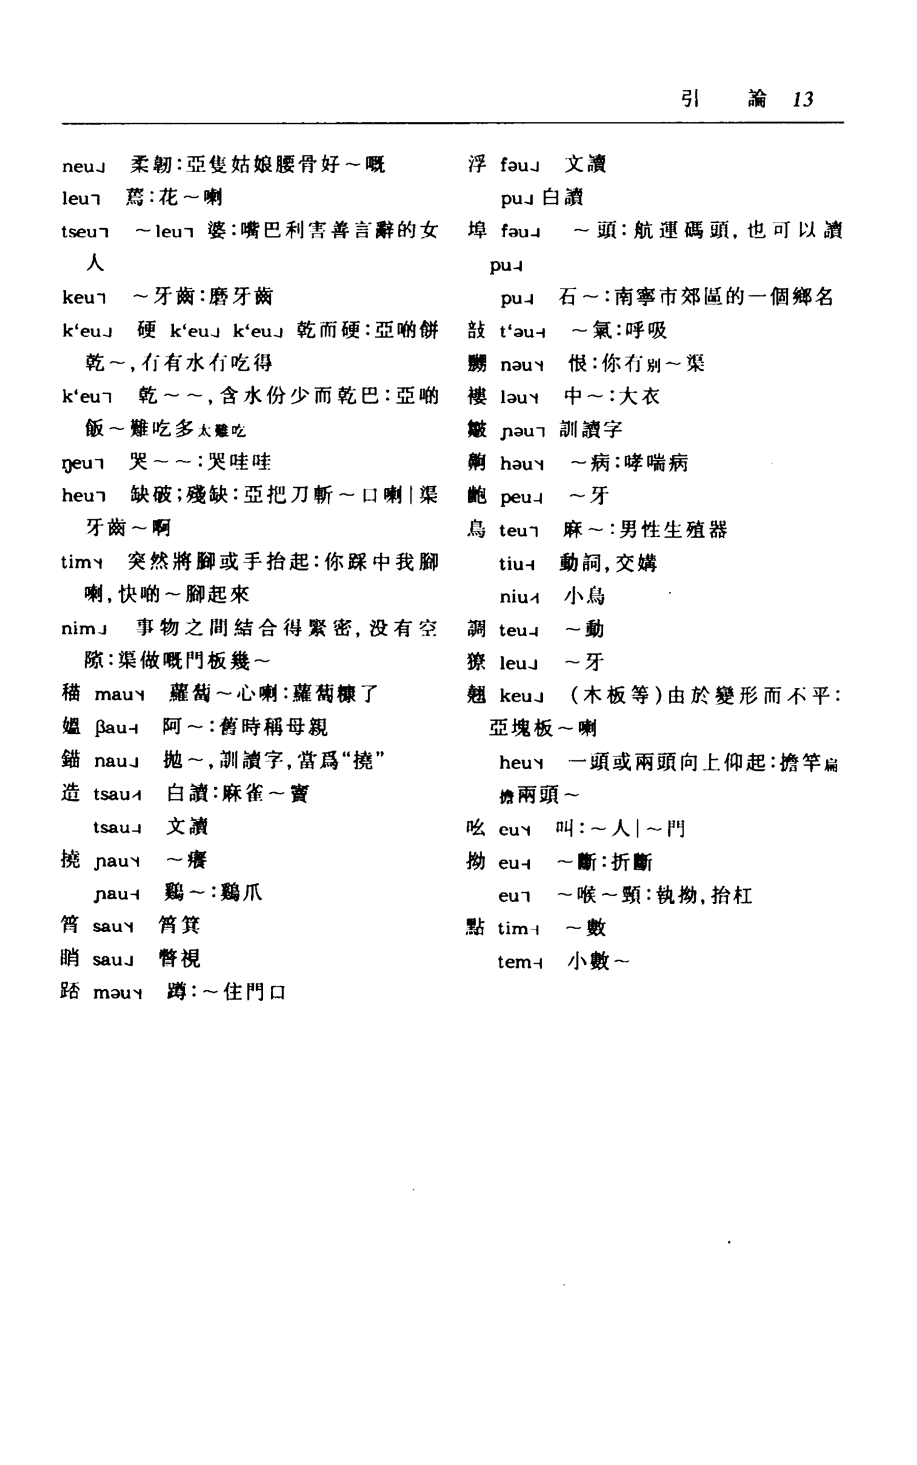 引 論 13
neu˩ 柔韌:亞隻姑娘腰骨好~嘅
leu˥ 蔫:花~喇
tseu˥ ~leu˥ 婆:嘴巴利害善言辭的女
人
keu˥ ~牙齒:磨牙齒
k‘eu˩ 硬 k‘eu˩ k‘eu˩ 乾而硬:亞啲餅
乾~,冇有水冇吃得
k‘eu˥ 乾~~,含水份少而乾巴:亞啲
飯~難吃多太難吃
ŋeu˥ 哭~~:哭哇哇
heu˥ 缺破;殘缺:亞把刀斬~口喇|渠
牙齒~啊
tim˥˧ 突然將腳或手抬起:你踩中我腳
喇,快啲~腳起來
nim˩ 事物之間結合得緊密,没有空
隙:渠做嘅門板幾~
mau˥˧ 蘿蔔~心喇:蘿蔔糠了
媪 βau˧ 阿~:舊時稱母親
錨 nau˩ 拋~,訓讀字,當爲“撓”
造 tsau˨˦ 白讀:麻雀~竇
tsau˨ 文讀
撓 ɲau˥˧ ~癢
ɲau˧ 鷄~:鷄爪
筲 sau˥˧ 筲箕
睄 sau˩ 瞥視
踎 məu˥˧ 蹲:~住門口
浮 fəu˩ 文讀
pu˩ 白讀
埠 fəu˨ ~頭:航運碼頭,也可以讀
pu˨
pu˨ 石~:南寧市郊區的一個鄉名
敨 t‘əu˧ ~氣:呼吸
嬲 nəu˥˧ 恨:你冇别~渠
褸 ləu˥˧ 中~:大衣
皺 ɲəu˥ 訓讀字
həu˥˧ ~病:哮喘病
齙 peu˨ ~牙
鳥 teu˥ 麻~:男性生殖器
tiu˧ 動詞,交媾
niu˨˦ 小鳥
調 teu˨ ~動
獠 leu˩ ~牙
翹 keu˩ (木板等)由於變形而不平:
亞塊板~喇
heu˥˧ 一頭或兩頭向上仰起:擔竿扁
擔兩頭~
吆 eu˥˧ 叫:~人|~門
拗 eu˧ ~斷:折斷
eu˥ ~喉~頸:執拗,抬杠
點 tim˧ ~數
tem˧ 小數~